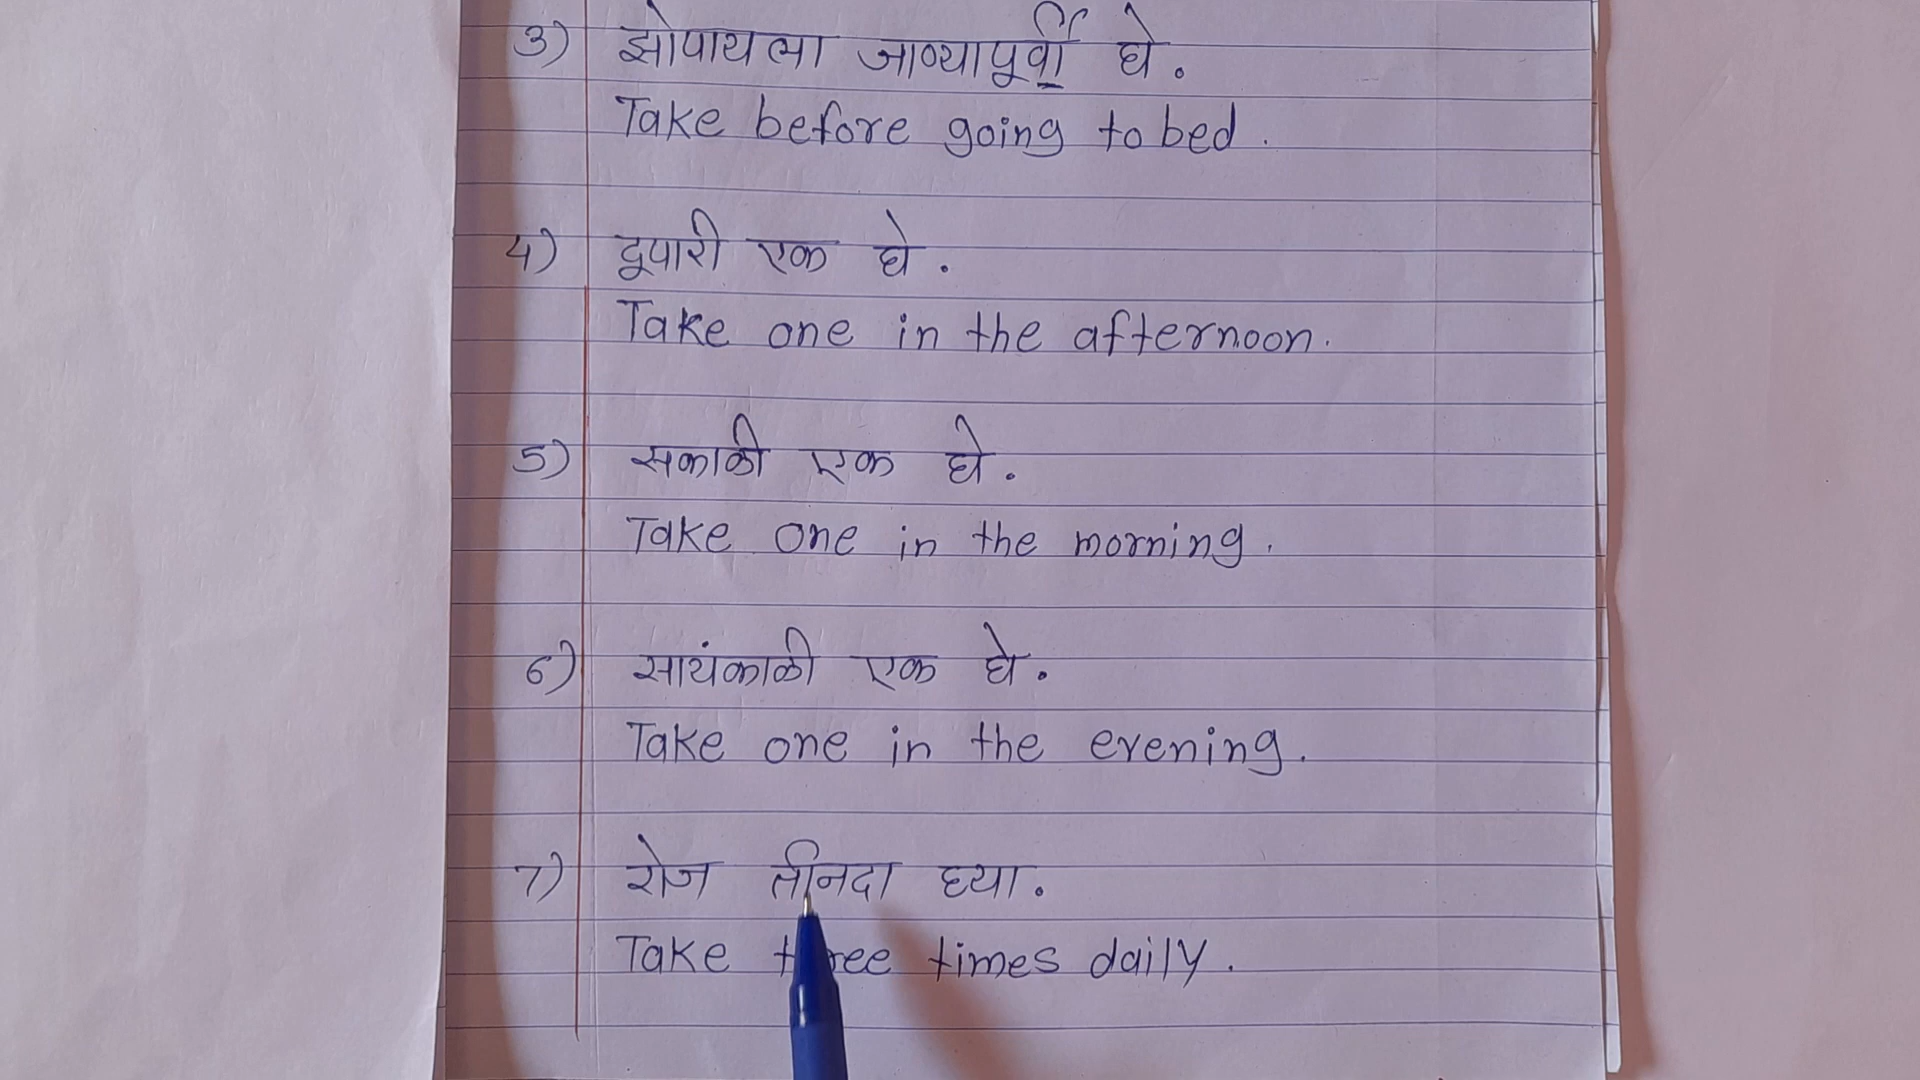 3) झोपायला जाण्यापूर्वी घे.
Take before going to bed.
4) दूपारी एक घे.
Take one in the afternoon.
5) सकाळी एक घे.
Take one in the morning.
6) सायंकाळी एक घे.
Take one in the evening.
7) रोज तीनदा घ्या.
Take three times daily.